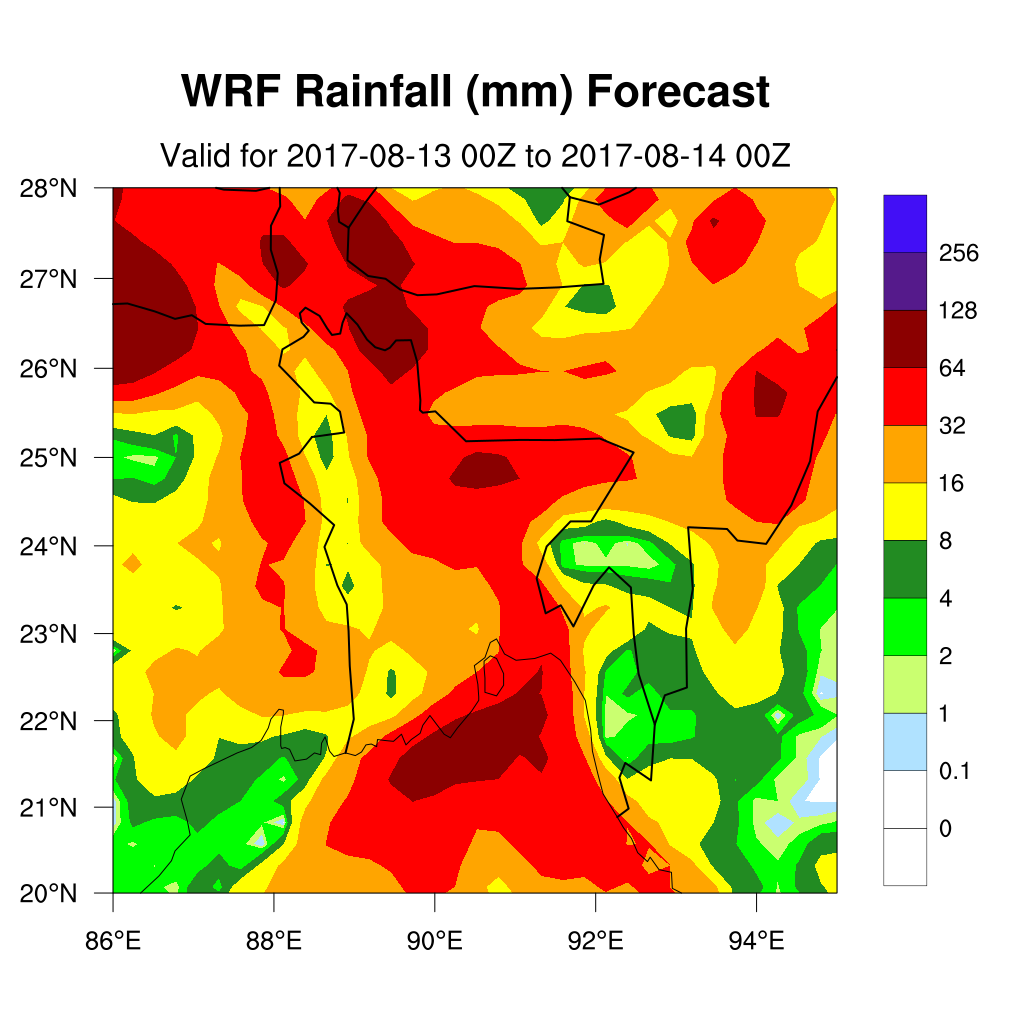 WRF Rainfall (mm) Forecast
Valid for 2017-08-13 00Z to 2017-08-14 00Z
28°N
27°N
26°N
25°N
24°N
23°N
22°N
21°N
20°N
86°E
88°E
90°E
92°E
94°E
256
128
64
32
16
8
4
2
1
0.1
0